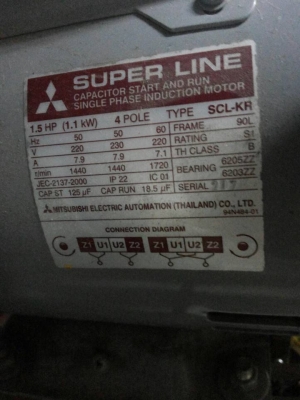 SUPER LINE
CAPACITOR START AND RUN
SINGLE PHASE INDUCTION MOTOR
1.5 HP (1.1 kW) 4 POLE TYPE SCL-KR
Hz 50 50 60 FRAME 90L
V 220 230 220 RATING S1
A 7.9 7.9 7.1 TH CLASS B
r/min 1440 1440 1720 BEARING 6205ZZ
JEC-2137-2000 IP 22 IC 01 6203ZZ
CAP ST 125 µF CAP RUN 18.5 µF SERIAL
MITSUBISHI ELECTRIC AUTOMATION (THAILAND) CO., LTD.
94N484-01
CONNECTION DIAGRAM
Z1 U1 U2 Z2 Z1 U1 U2 Z2